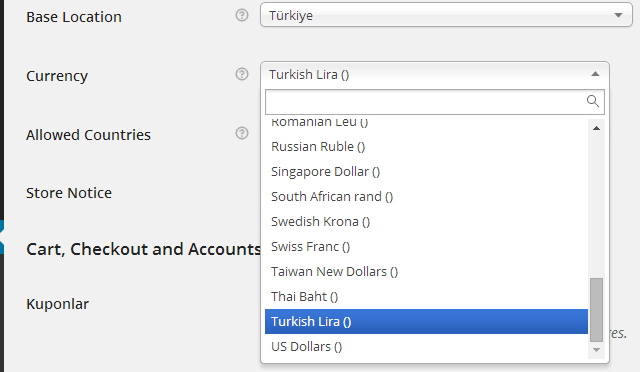 Base Location
Türkiye
Currency
Turkish Lira ()
Romanian Leu ()
Allowed Countries
Russian Ruble ()
Singapore Dollar ()
Store Notice
South African rand ()
Swedish Krona ()
Cart, Checkout and Accounts
Swiss Franc ()
Taiwan New Dollars ()
Kuponlar
Thai Baht ()
Turkish Lira ()
US Dollars ()